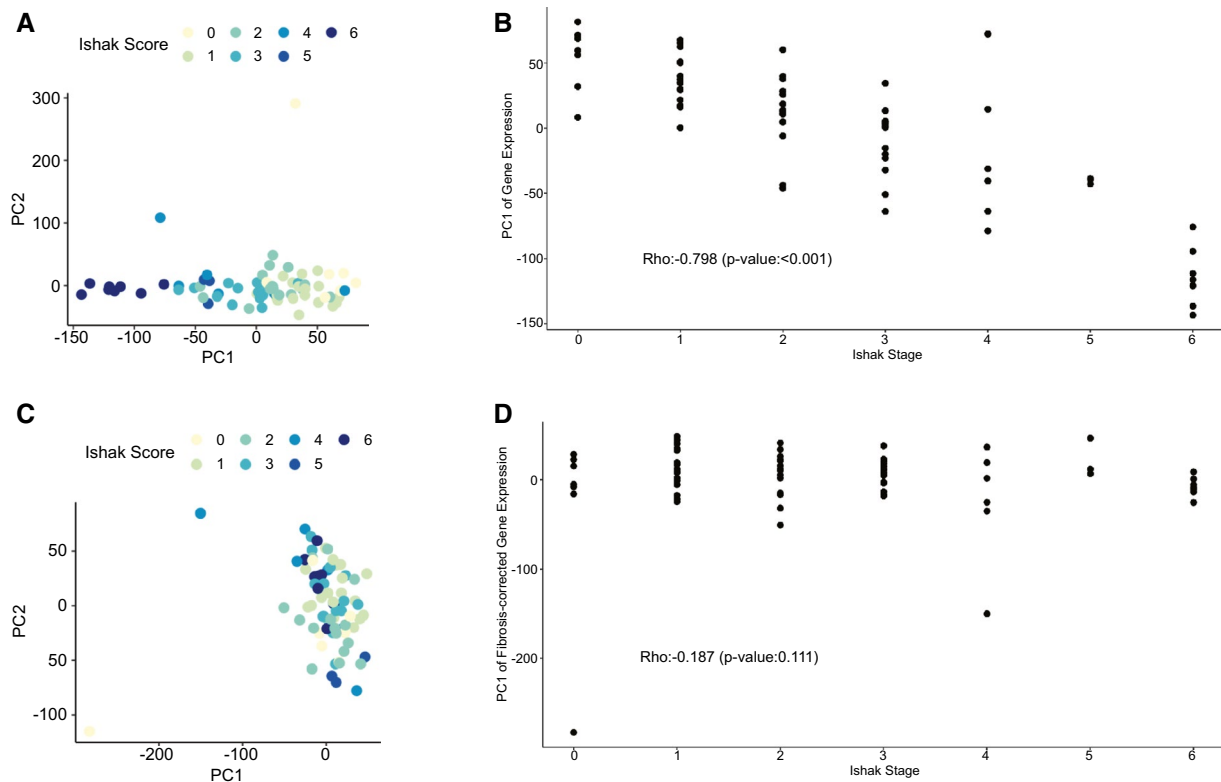 A
Ishak Score
0 2 4 6
1 3 5
300
200
100
0
PC2
-150 -100 -50 0 50
PC1
B
50
0
-50
-100
-150
PC1 of Gene Expression
Rho:-0.798 (p-value:<0.001)
0 1 2 3 4 5 6
Ishak Stage
C
Ishak Score
0 2 4 6
1 3 5
50
0
50
-100
PC2
-200 -100 0
PC1
D
0
-100
-200
PC1 of Fibrosis-corrected Gene Expression
Rho:-0.187 (p-value:0.111)
0 1 2 3 4 5 6
Ishak Stage